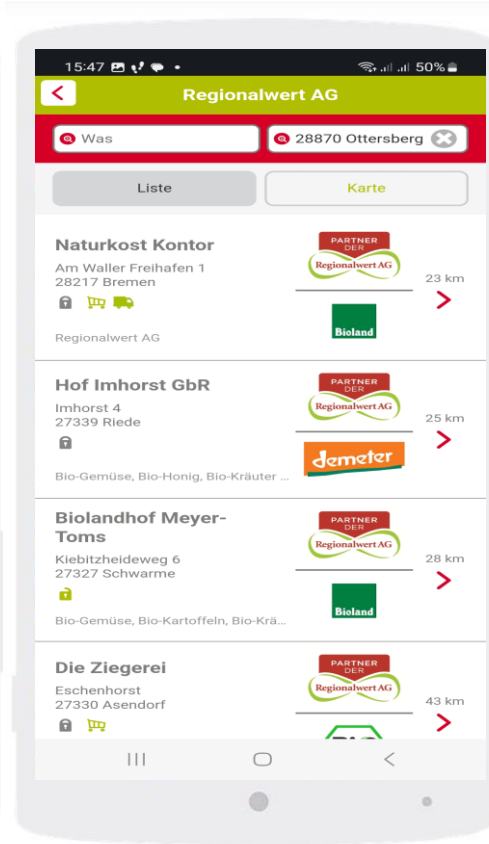 15:47 50%
Regionalwert AG
Was 28870 Ottersberg
Liste Karte
Naturkost Kontor
Am Waller Freihafen 1
28217 Bremen
Regionalwert AG
PARTNER
DER
Regionalwert AG
Bioland
23 km
Hof Imhorst GbR
Imhorst 4
27339 Riede
Bio-Gemüse, Bio-Honig, Bio-Kräuter ...
PARTNER
DER
Regionalwert AG
demeter
25 km
Biolandhof Meyer-
Toms
Kiebitzheideweg 6
27327 Schwarme
Bio-Gemüse, Bio-Kartoffeln, Bio-Krä...
PARTNER
DER
Regionalwert AG
Bioland
28 km
Die Ziegerei
Eschenhorst
27330 Asendorf
PARTNER
DER
Regionalwert AG
43 km